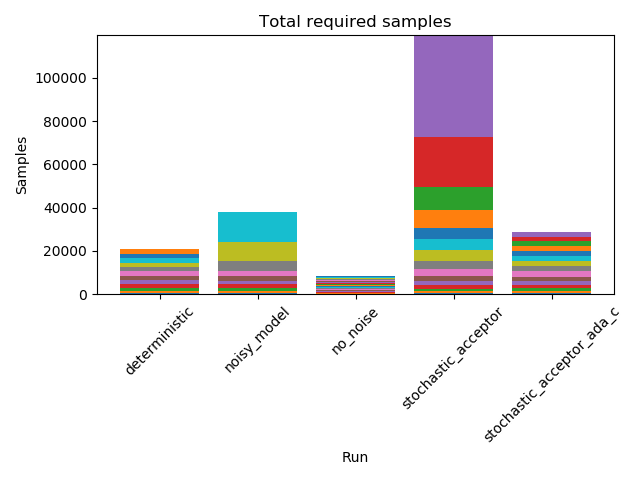 Total required samples
Samples
100000
80000
60000
40000
20000
0
deterministic
noisy_model
no_noise
stochastic_acceptor
stochastic_acceptor_ada_c
Run